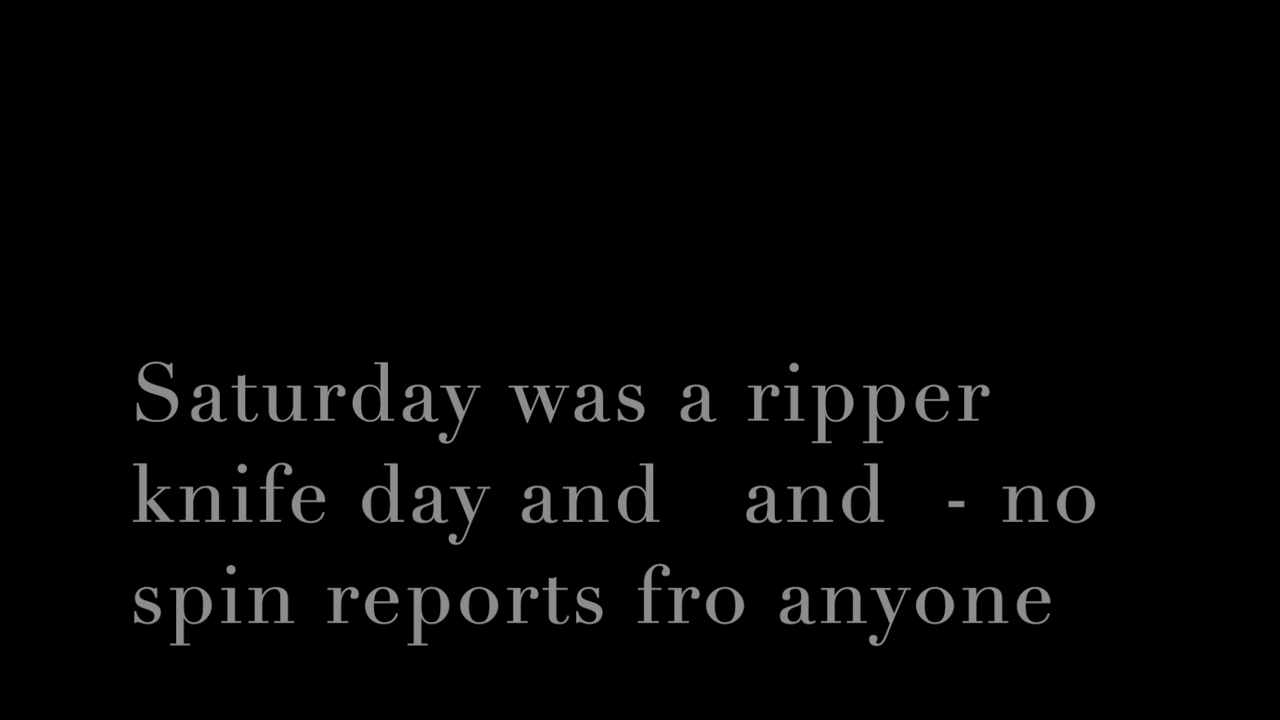 Saturday was a ripper
knife day and   and  - no
spin reports fro anyone